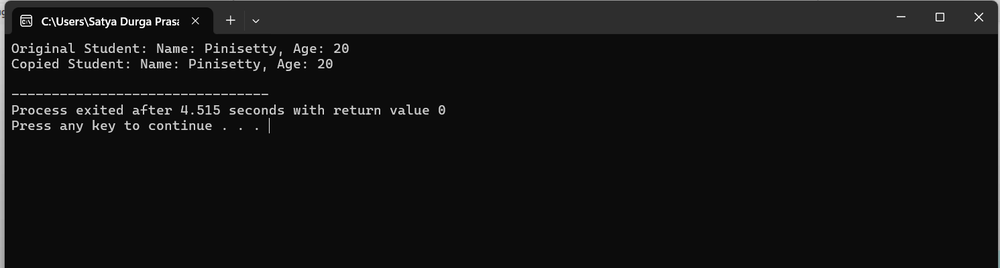 C:\Users\Satya Durga Prasa
Original Student: Name: Pinisetty, Age: 20
Copied Student: Name: Pinisetty, Age: 20
--------------------------------
Process exited after 4.515 seconds with return value 0
Press any key to continue . . .